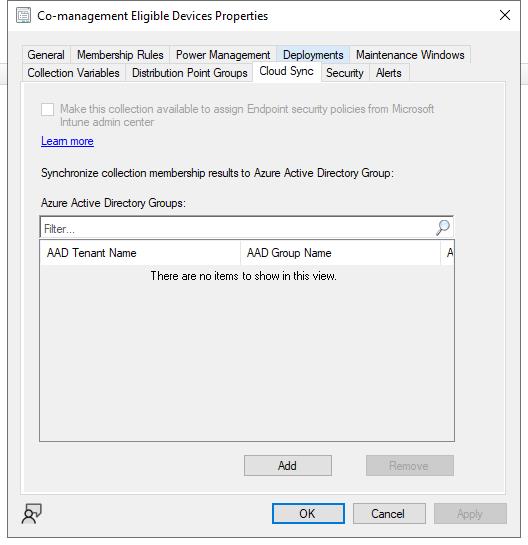 Co-management Eligible Devices Properties
General Membership Rules Power Management Deployments Maintenance Windows
Collection Variables Distribution Point Groups Cloud Sync Security Alerts
Make this collection available to assign Endpoint security policies from Microsoft
Intune admin center
Learn more
Synchronize collection membership results to Azure Active Directory Group:
Azure Active Directory Groups:
Filter...
AAD Tenant Name AAD Group Name A
There are no items to show in this view.
Add Remove
OK Cancel Apply